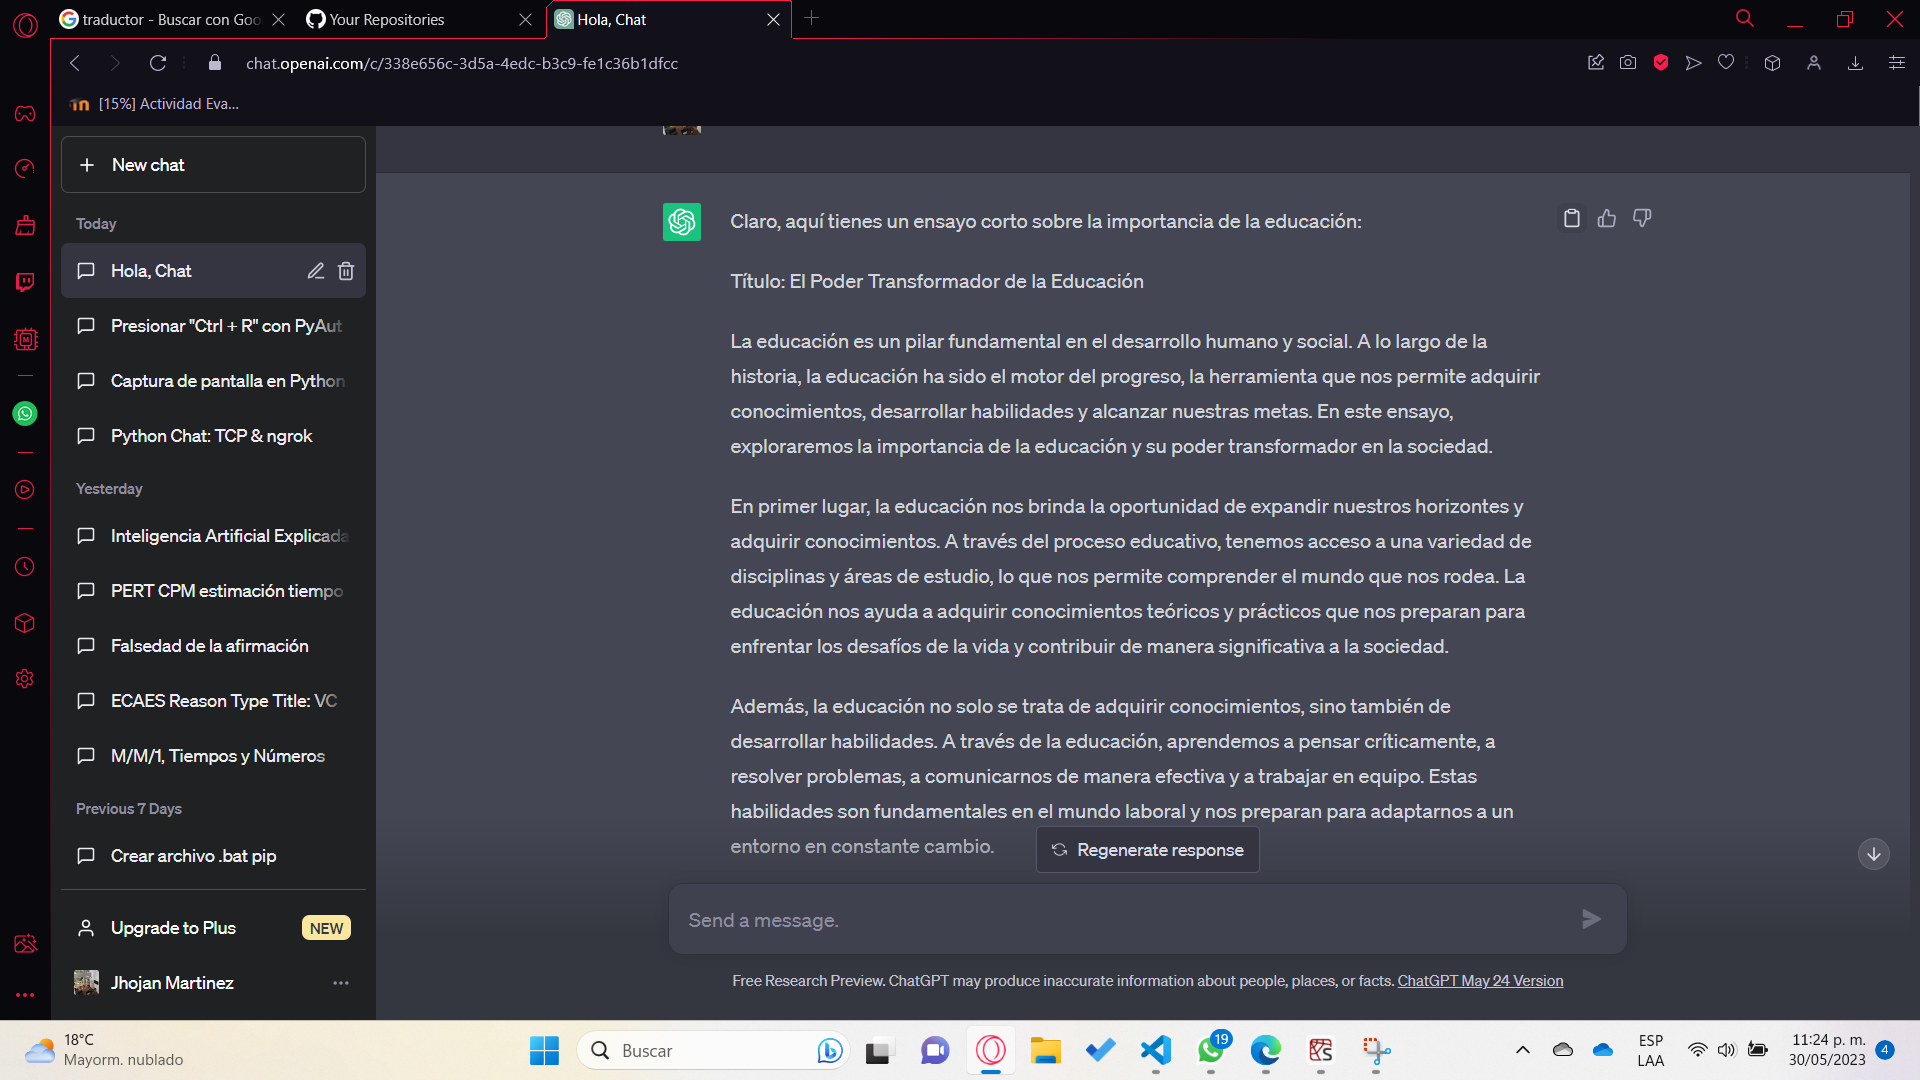 traductor - Buscar con Goo
Your Repositories
Hola, Chat
chat.openai.com/c/338e656c-3d5a-4edc-b3c9-fe1c36b1dfcc
[15%] Actividad Eva...
New chat
Today
Hola, Chat
Presionar "Ctrl + R" con PyAut
Captura de pantalla en Python
Python Chat: TCP & ngrok
Yesterday
Inteligencia Artificial Explicada
PERT CPM estimación tiempo
Falsedad de la afirmación
ECAES Reason Type Title: VC
M/M/1, Tiempos y Números
Previous 7 Days
Crear archivo .bat pip
Upgrade to Plus
NEW
Jhojan Martinez
Claro, aquí tienes un ensayo corto sobre la importancia de la educación:
Título: El Poder Transformador de la Educación
La educación es un pilar fundamental en el desarrollo humano y social. A lo largo de la
historia, la educación ha sido el motor del progreso, la herramienta que nos permite adquirir
conocimientos, desarrollar habilidades y alcanzar nuestras metas. En este ensayo,
exploraremos la importancia de la educación y su poder transformador en la sociedad.
En primer lugar, la educación nos brinda la oportunidad de expandir nuestros horizontes y
adquirir conocimientos. A través del proceso educativo, tenemos acceso a una variedad de
disciplinas y áreas de estudio, lo que nos permite comprender el mundo que nos rodea. La
educación nos ayuda a adquirir conocimientos teóricos y prácticos que nos preparan para
enfrentar los desafíos de la vida y contribuir de manera significativa a la sociedad.
Además, la educación no solo se trata de adquirir conocimientos, sino también de
desarrollar habilidades. A través de la educación, aprendemos a pensar críticamente, a
resolver problemas, a comunicarnos de manera efectiva y a trabajar en equipo. Estas
habilidades son fundamentales en el mundo laboral y nos preparan para adaptarnos a un
entorno en constante cambio.
Regenerate response
Send a message.
Free Research Preview. ChatGPT may produce inaccurate information about people, places, or facts. ChatGPT May 24 Version
18°C
Mayorm. nublado
Buscar
19
ESP
LAA
11:24 p. m.
30/05/2023
4